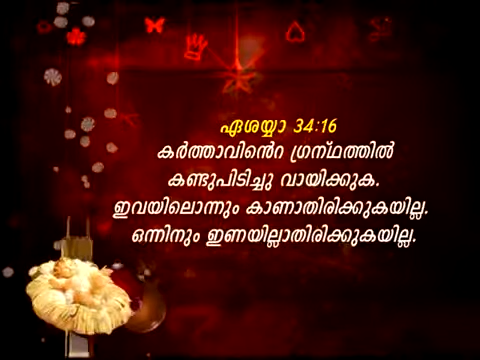 ഏശയ്യാ 34:16
കർത്താവിൻെറ ഗ്രന്ഥത്തിൽ
കണ്ടുപിടിച്ചു വായിക്കുക.
ഇവയിലൊന്നും കാണാതിരിക്കുകയില്ല.
ഒന്നിനും ഇണയില്ലാതിരിക്കുകയില്ല.